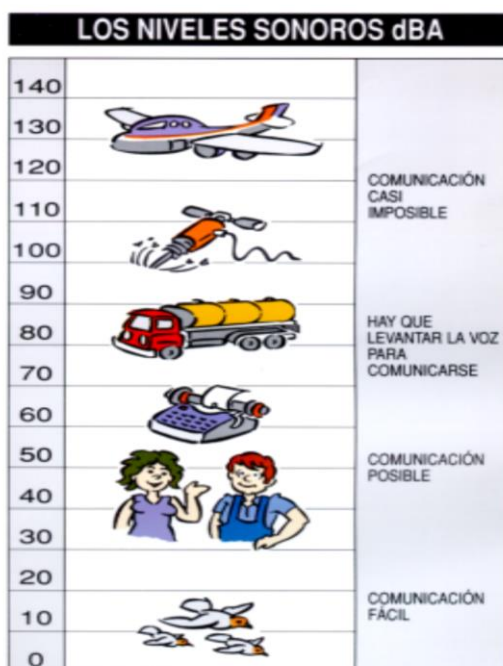 LOS NIVELES SONOROS dBA
140
130
120
COMUNICACIÓN
CASI
IMPOSIBLE
110
100
90
80
HAY QUE
LEVANTAR LA VOZ
PARA
COMUNICARSE
70
60
50
COMUNICACIÓN
POSIBLE
40
30
20
COMUNICACIÓN
FÁCIL
10
0